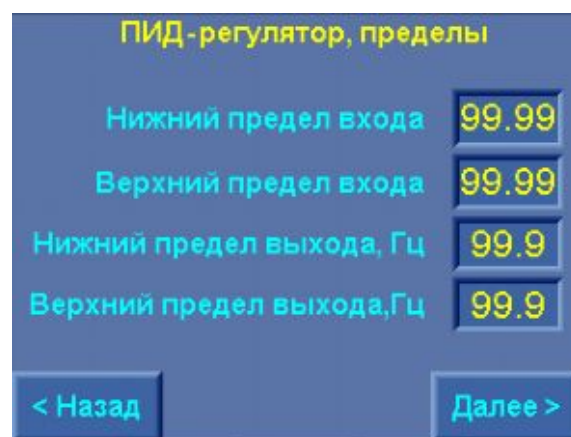 ПИД-регулятор, пределы
Нижний предел входа 99.99
Верхний предел входа 99.99
Нижний предел выхода, Гц 99.9
Верхний предел выхода,Гц 99.9
< Назад Далее >